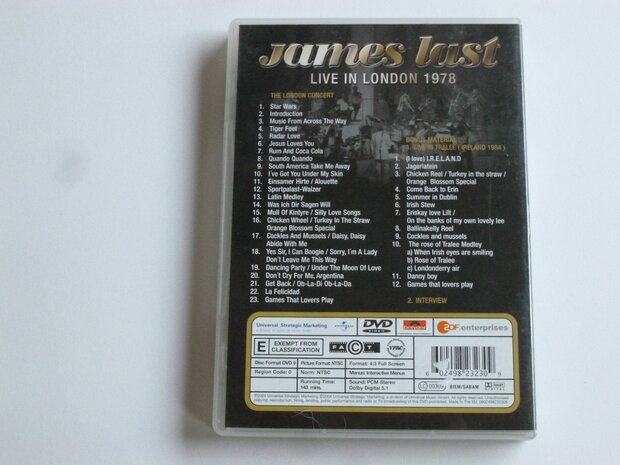 James Last
LIVE IN LONDON 1978
THE LONDON CONCERT
1. Star Wars
2. Introduction
3. Music From Across The Way
4. Tiger Feet
5. Radar Love
6. Jesus Loves You
7. Rum And Coca Cola
8. Quando Quando
9. South America Take Me Away
10. I've Got You Under My Skin
11. Einsamer Hirte / Alouette
12. Sportpalast-Walzer
13. Latin Medley
14. Was Ich Dir Sagen Will
15. Mull Of Kintyre / Silly Love Songs
16. Chicken Wheel / Turkey In The Straw
Orange Blossom Special
17. Cockles And Mussels / Daisy, Daisy
Abide With Me
18. Yes Sir, I Can Boogie / Sorry, I'm A Lady
Don't Leave Me This Way
19. Dancing Party / Under The Moon Of Love
20. Don't Cry For Me, Argentina
21. Get Back / Ob-La-Di Ob-La-Da
22. La Felicidad
23. Games That Lovers Play
BONUS MATERIAL
1. LIVE IN TRALEE ( IRELAND 1984 )
1. (I love) I.R.E.L.A.N.D
2. Jagerlatein
3. Chicken Reel / Turkey in the straw /
Orange Blossom Special
4. Come Back to Erin
5. Summer in Dublin
6. Irish Stew
7. Eriskay love Lilt /
On the banks of my own lovely lee
8. Ballinakelly Reel
9. Cockles and mussels
10. The rose of Tralee Medley
a) When Irish eyes are smiling
b) Rose of Tralee
c) Londonderry air
11. Danny boy
12. Games that lovers play
2. INTERVIEW
Universal_Strategic Marketing
UNIVERSAL
DVD
VIDEO
ZDF.enterprises
E EXEMPT FROM
CLASSIFICATION
FACT
Disc Format: DVD 9
Picture Format: NTSC
Format: 4:3 Full Screen
Region Code: 0
Norm: NTSC
Menus: Interactive Menus
Running Time:
143 mins.
Sound: PCM Stereo
Dolby Digital 5.1
6 02498 23230 9
LC 00309
BIEM/SABAM
DOLBY